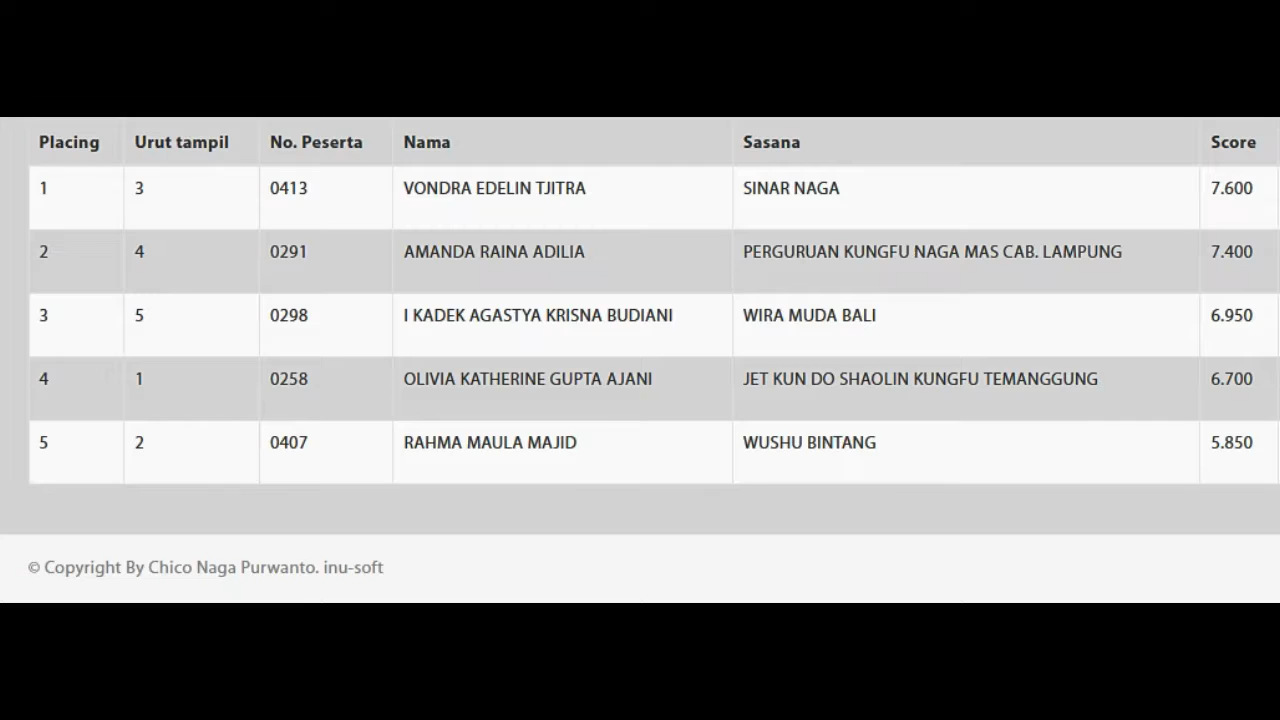 Placing Urut tampil No. Peserta Nama Sasana Score
1 3 0413 VONDRA EDELIN TJITRA SINAR NAGA 7.600
2 4 0291 AMANDA RAINA ADILIA PERGURUAN KUNGFU NAGA MAS CAB. LAMPUNG 7.400
3 5 0298 I KADEK AGASTYA KRISNA BUDIANI WIRA MUDA BALI 6.950
4 1 0258 OLIVIA KATHERINE GUPTA AJANI JET KUN DO SHAOLIN KUNGFU TEMANGGUNG 6.700
5 2 0407 RAHMA MAULA MAJID WUSHU BINTANG 5.850
© Copyright By Chico Naga Purwanto. inu-soft